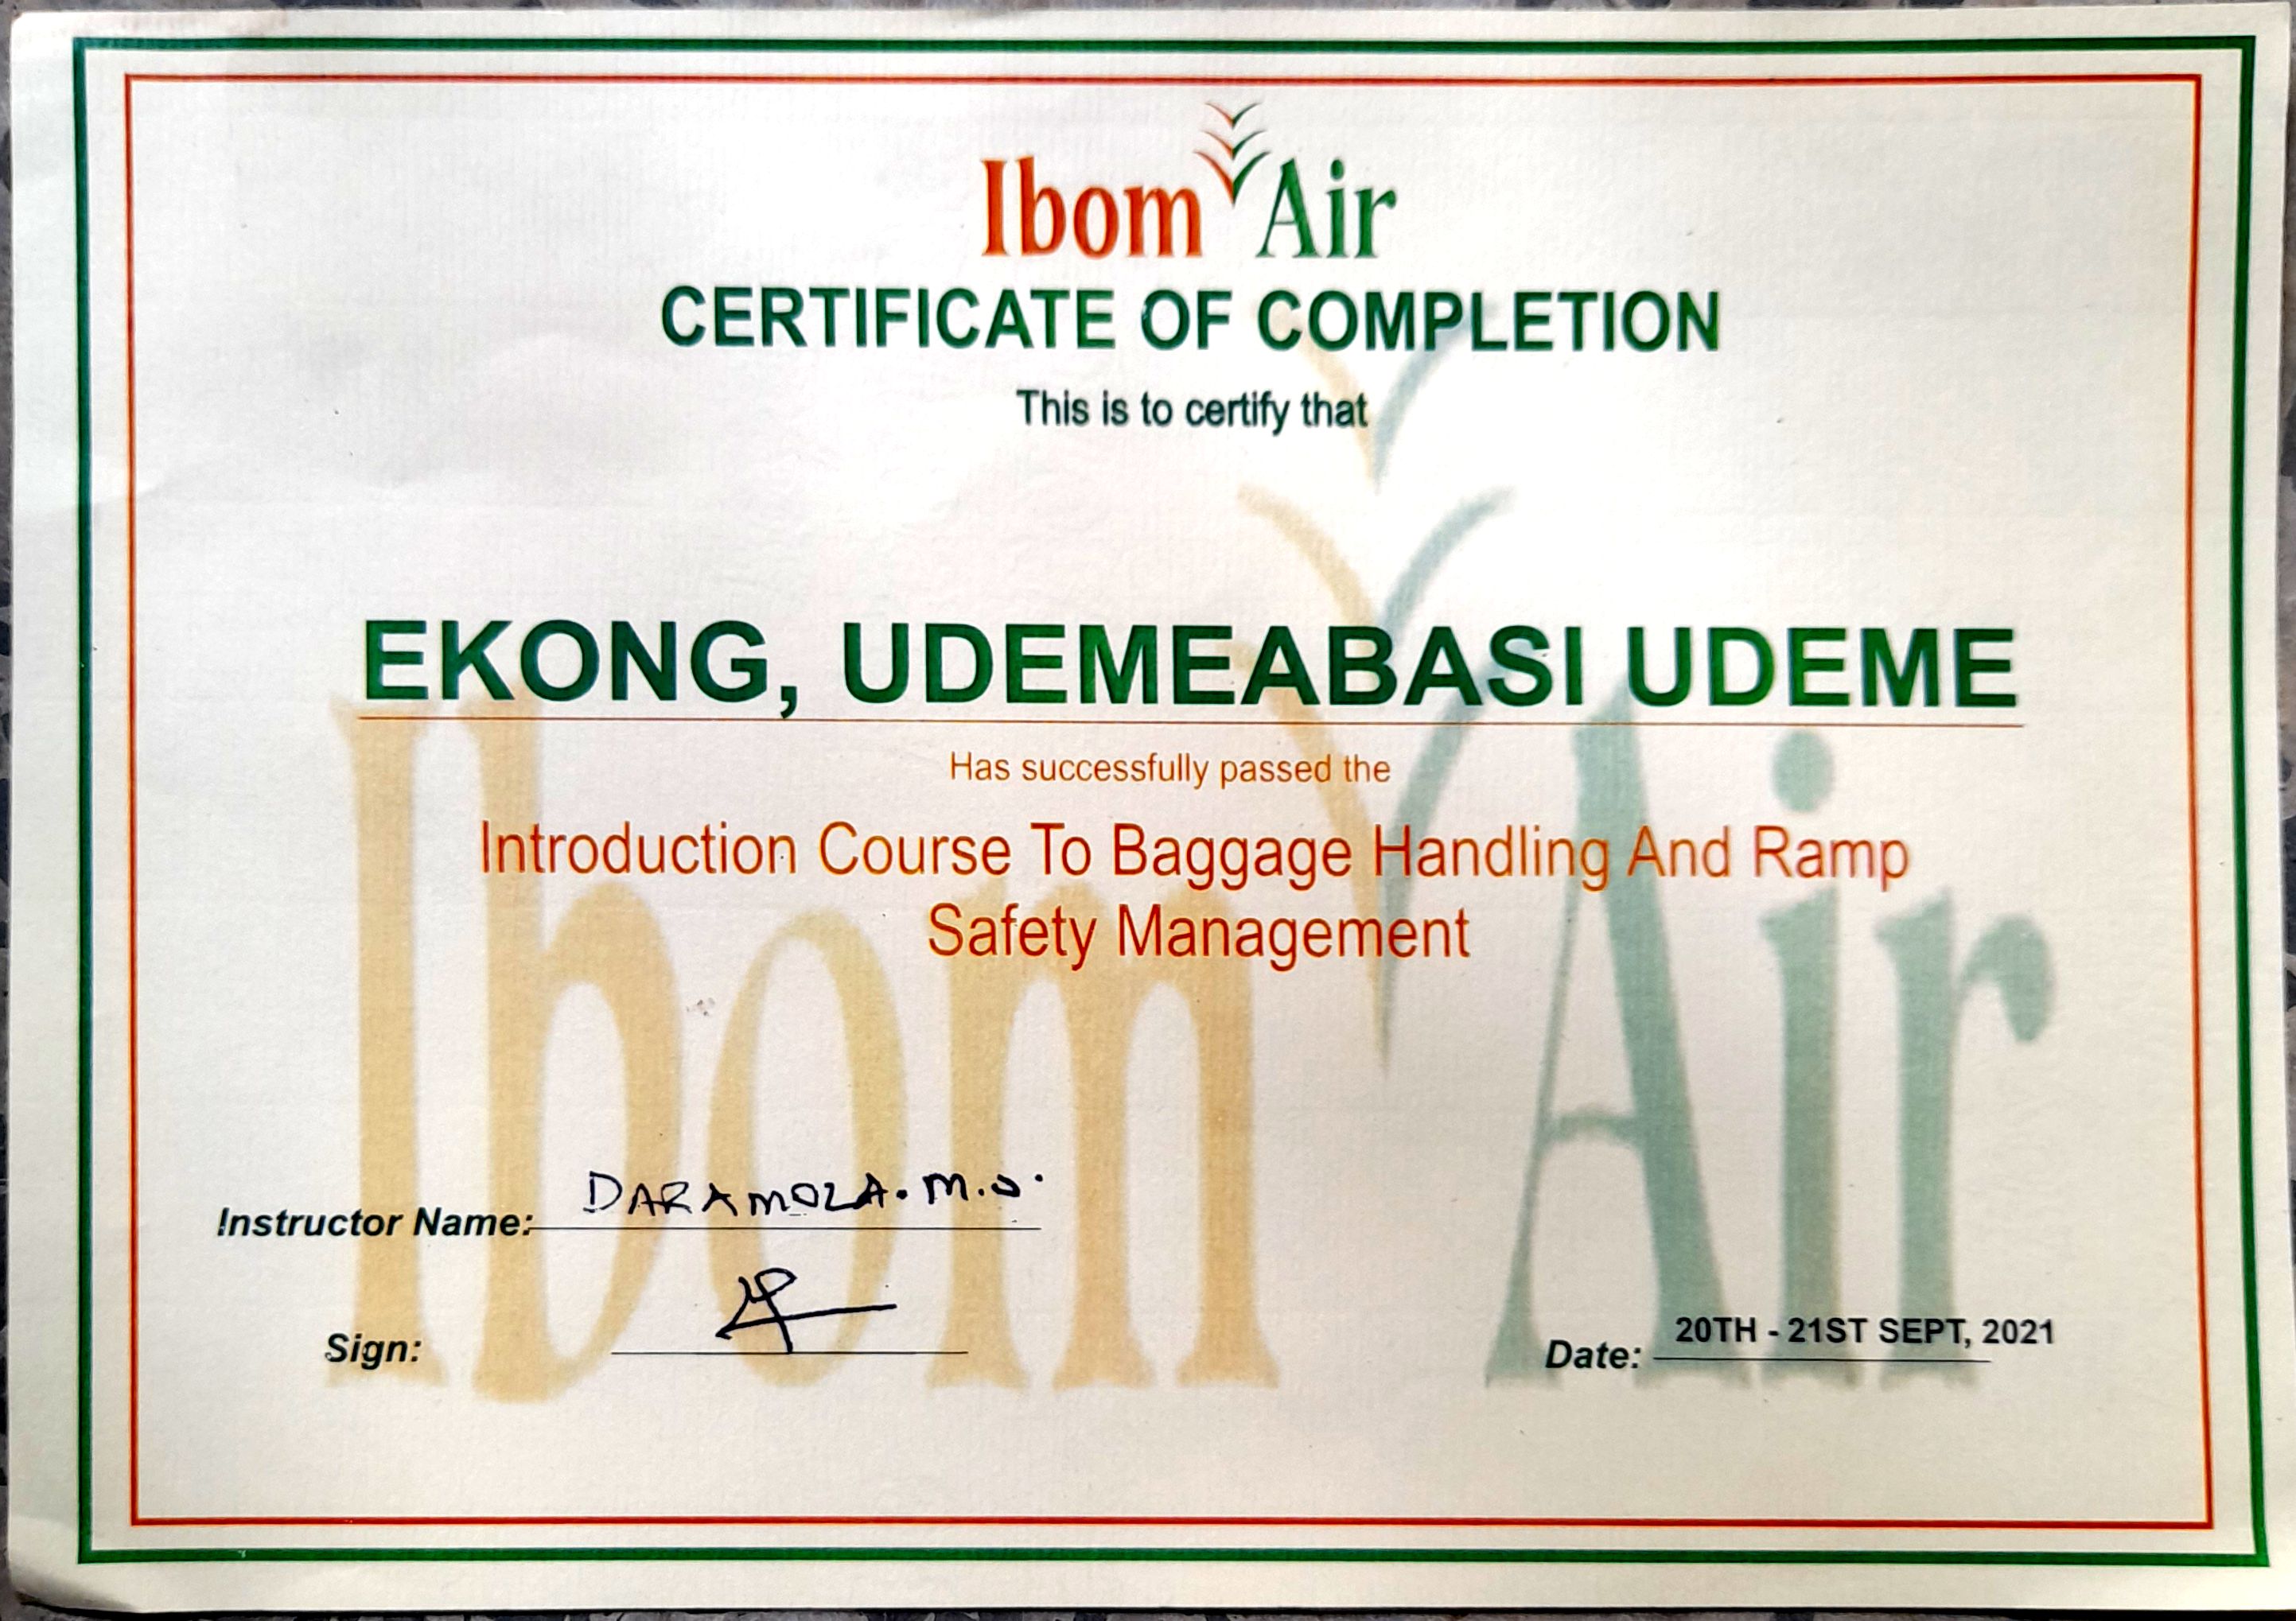 Ibom Air
CERTIFICATE OF COMPLETION
This is to certify that
EKONG, UDEMEABASI UDEME
Has successfully passed the
Introduction Course To Baggage Handling And Ramp
Safety Management
Instructor Name: DARAMOLA. M.O.
Sign:
Date: 20TH - 21ST SEPT, 2021
Ibom Air